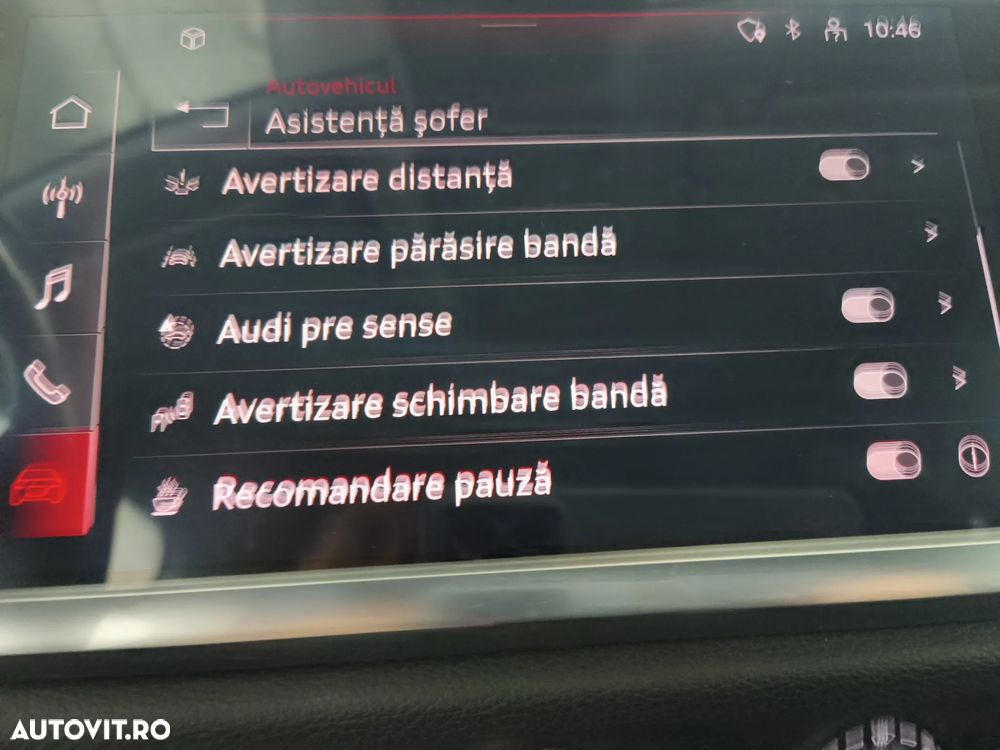 10:46
Autovehicul
Asistență șofer
Avertizare distanță
Avertizare părăsire bandă
Audi pre sense
Avertizare schimbare bandă
Recomandare pauză
AUTOVIT.RO